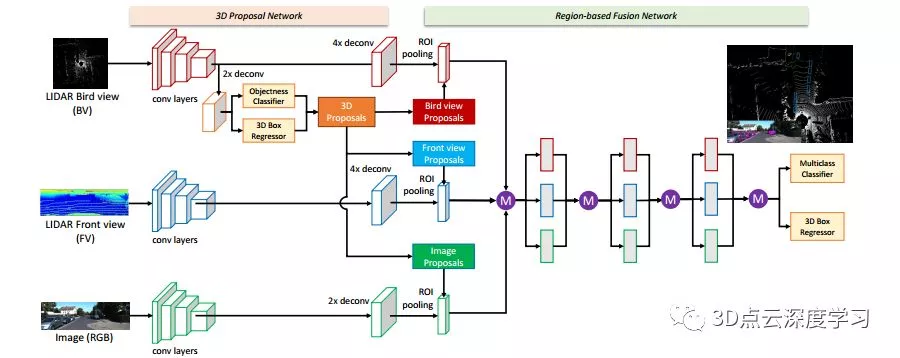 3D Proposal Network
Region-based Fusion Network
LIDAR Bird view
(BV)
conv layers
2x deconv
4x deconv
ROI
pooling
Objectness
Classifier
3D Box
Regressor
3D
Proposals
Bird view
Proposals
Front view
Proposals
LIDAR Front view
(FV)
conv layers
4x deconv
ROI
pooling
M
M
M
M
Multiclass
Classifier
3D Box
Regressor
Image
Proposals
Image (RGB)
conv layers
2x deconv
ROI
pooling
3D点云深度学习